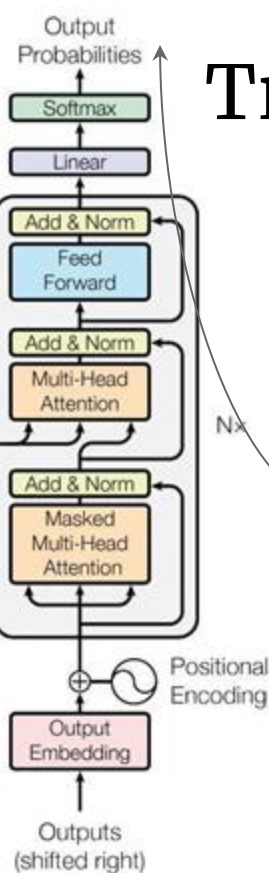 Output
Probabilities
Softmax
Linear
Add & Norm
Feed
Forward
Add & Norm
Multi-Head
Attention
N×
Add & Norm
Masked
Multi-Head
Attention
Positional
Encoding
Output
Embedding
Outputs
(shifted right)